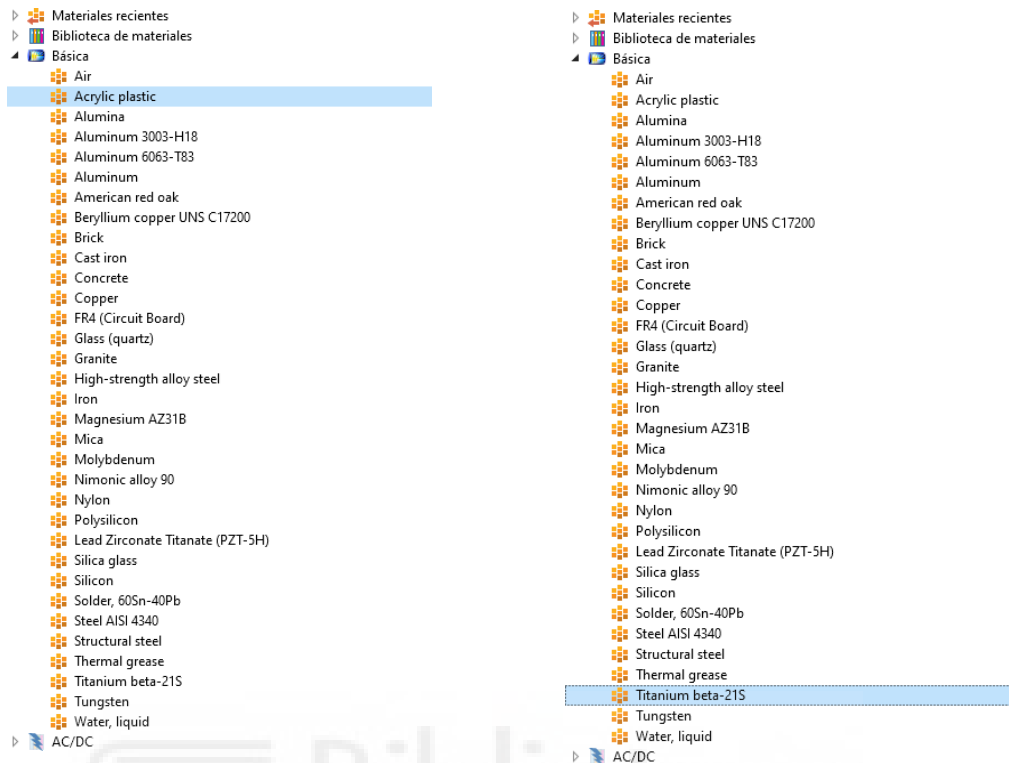 Materiales recientes
Biblioteca de materiales
Básica
Air
Acrylic plastic
Alumina
Aluminum 3003-H18
Aluminum 6063-T83
Aluminum
American red oak
Beryllium copper UNS C17200
Brick
Cast iron
Concrete
Copper
FR4 (Circuit Board)
Glass (quartz)
Granite
High-strength alloy steel
Iron
Magnesium AZ31B
Mica
Molybdenum
Nimonic alloy 90
Nylon
Polysilicon
Lead Zirconate Titanate (PZT-5H)
Silica glass
Silicon
Solder, 60Sn-40Pb
Steel AISI 4340
Structural steel
Thermal grease
Titanium beta-21S
Tungsten
Water, liquid
AC/DC
Materiales recientes
Biblioteca de materiales
Básica
Air
Acrylic plastic
Alumina
Aluminum 3003-H18
Aluminum 6063-T83
Aluminum
American red oak
Beryllium copper UNS C17200
Brick
Cast iron
Concrete
Copper
FR4 (Circuit Board)
Glass (quartz)
Granite
High-strength alloy steel
Iron
Magnesium AZ31B
Mica
Molybdenum
Nimonic alloy 90
Nylon
Polysilicon
Lead Zirconate Titanate (PZT-5H)
Silica glass
Silicon
Solder, 60Sn-40Pb
Steel AISI 4340
Structural steel
Thermal grease
Titanium beta-21S
Tungsten
Water, liquid
AC/DC